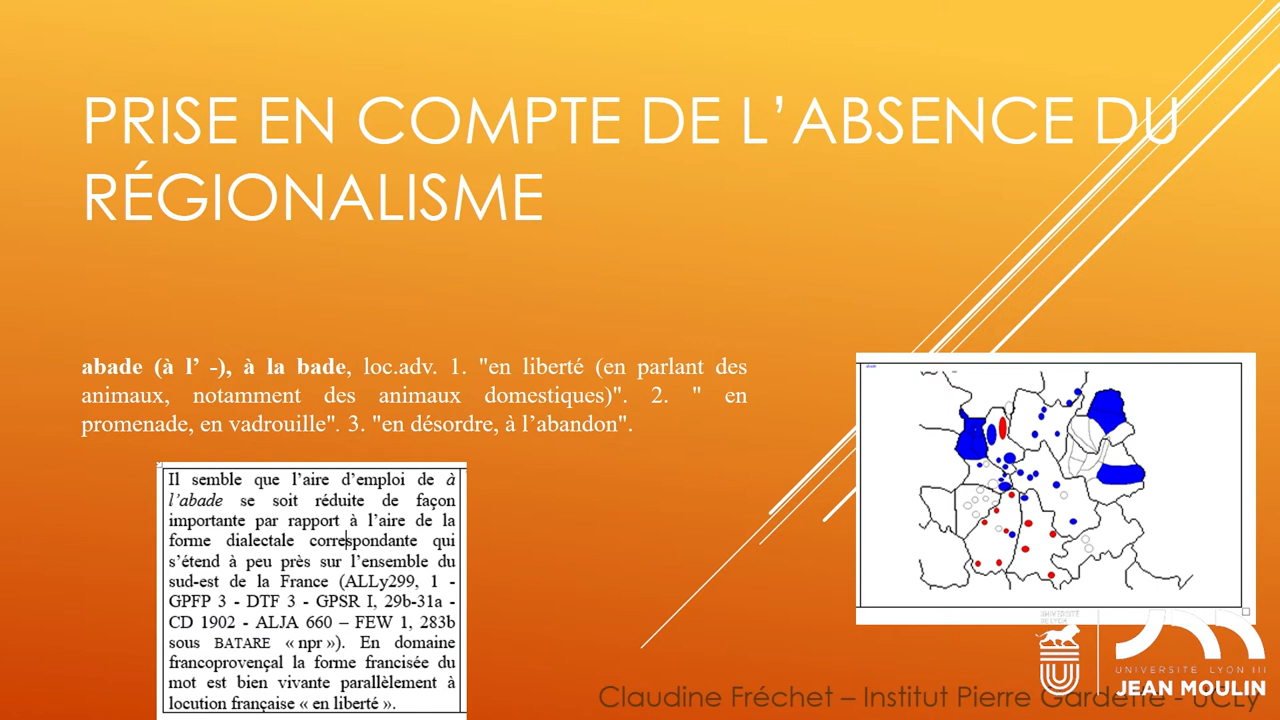 PRISE EN COMPTE DE L’ABSENCE DU
RÉGIONALISME
abade (à l’ -), à la bade, loc.adv. 1. "en liberté (en parlant des
animaux, notamment des animaux domestiques)". 2. " en
promenade, en vadrouille". 3. "en désordre, à l’abandon".
Il semble que l’aire d’emploi de à
l’abade se soit réduite de façon
importante par rapport à l’aire de la
forme dialectale correspondante qui
s’étend à peu près sur l’ensemble du
sud-est de la France (ALLy299, 1 -
GPFP 3 - DTF 3 - GPSR I, 29b-31a -
CD 1902 - ALJA 660 – FEW 1, 283b
sous BATARE « npr »). En domaine
francoprovençal la forme francisée du
mot est bien vivante parallèlement à
locution française « en liberté ».
abade
UNIVERSITÉ
DE LYON
UNIVERSITÉ LYON III
JEAN MOULIN
Claudine Fréchet – Institut Pierre Gardette - UCLy